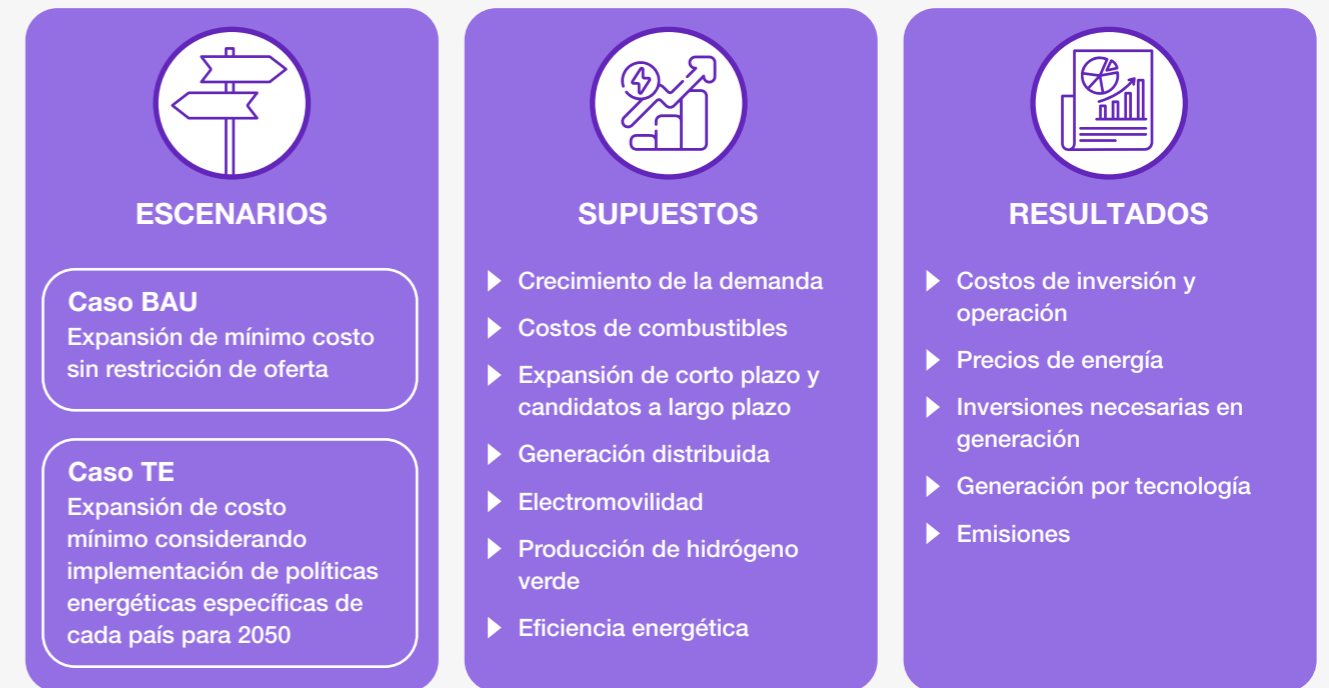 ESCENARIOS
Caso BAU
Expansión de mínimo costo
sin restricción de oferta
Caso TE
Expansión de costo
mínimo considerando
implementación de políticas
energéticas específicas de
cada país para 2050
SUPUESTOS
Crecimiento de la demanda
Costos de combustibles
Expansión de corto plazo y
candidatos a largo plazo
Generación distribuida
Electromovilidad
Producción de hidrógeno
verde
Eficiencia energética
RESULTADOS
Costos de inversión y
operación
Precios de energía
Inversiones necesarias en
generación
Generación por tecnología
Emisiones